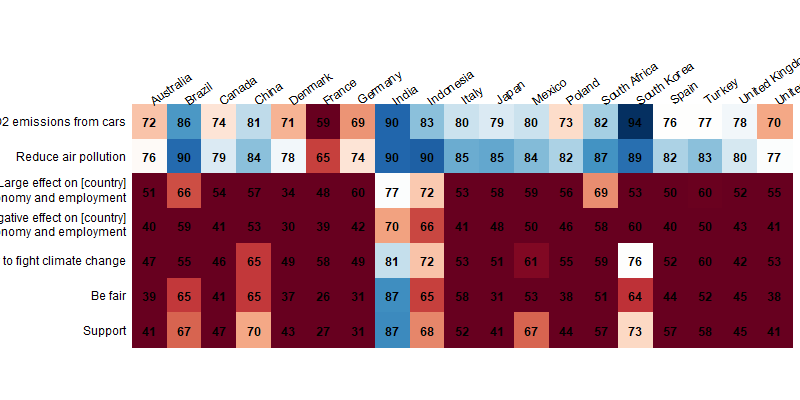 Australia Brazil Canada China Denmark France Germany India Indonesia Italy Japan Mexico Poland South Africa South Korea Spain Turkey United Kingdo Unite
O2 emissions from cars 72 86 74 81 71 59 69 90 83 80 79 80 73 82 94 76 77 78 70
Reduce air pollution 76 90 79 84 78 65 74 90 90 85 85 84 82 87 89 82 83 80 77
Large effect on [country]
onomy and employment 51 66 54 57 34 48 60 77 72 53 58 59 56 69 53 50 60 52 55
gative effect on [country]
onomy and employment 40 59 41 53 30 39 42 70 66 41 48 50 46 58 60 40 50 43 41
to fight climate change 47 55 46 65 49 58 49 81 72 52 51 61 55 59 76 52 60 42 53
Be fair 39 65 41 65 37 26 31 87 65 58 31 53 38 51 64 44 52 45 38
Support 41 67 47 70 43 27 31 87 68 52 41 67 44 57 73 57 58 45 41